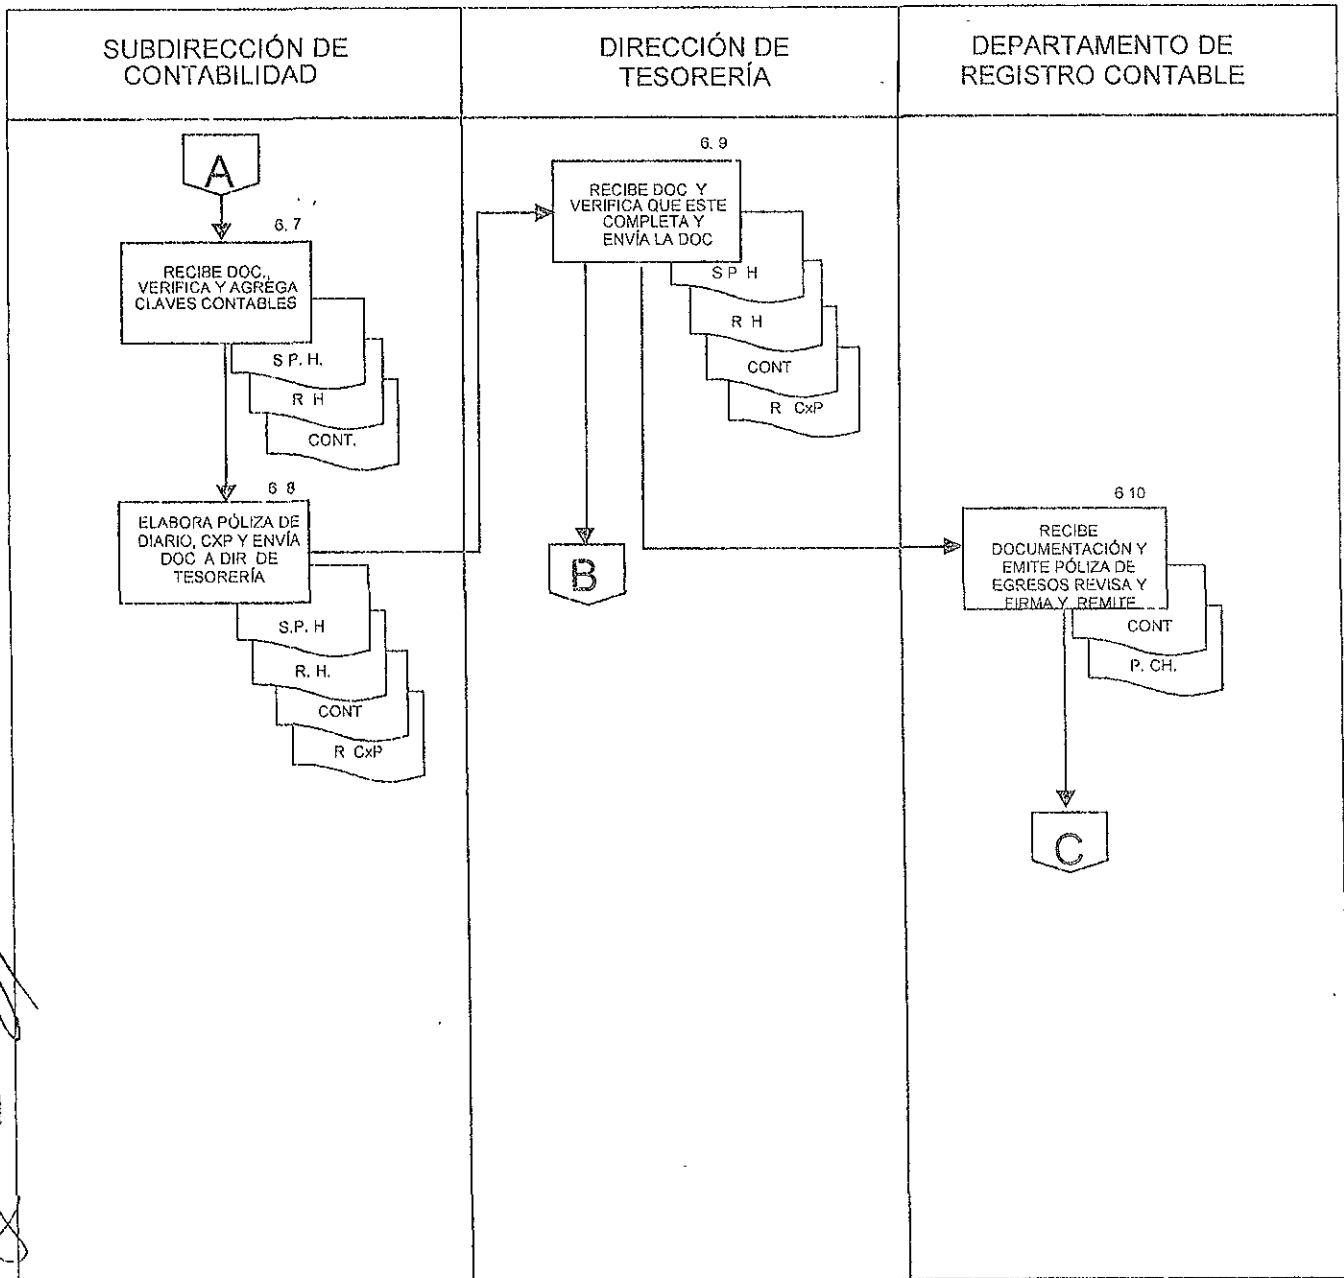 SUBDIRECCIÓN DE
CONTABILIDAD
DIRECCIÓN DE
TESORERÍA
DEPARTAMENTO DE
REGISTRO CONTABLE
A
6.7
RECIBE DOC.,
VERIFICA Y AGREGA
CLAVES CONTABLES
S P. H.
R H
CONT.
6 8
ELABORA PÓLIZA DE
DIARIO, CXP Y ENVÍA
DOC A DIR DE
TESORERÍA
S.P. H
R. H.
CONT
R CxP
6.9
RECIBE DOC Y
VERIFICA QUE ESTE
COMPLETA Y
ENVÍA LA DOC
S P H
R H
CONT
R CxP
B
6 10
RECIBE
DOCUMENTACIÓN Y
EMITE PÓLIZA DE
EGRESOS REVISA Y
FIRMA Y REMITE
CONT
P. CH.
C